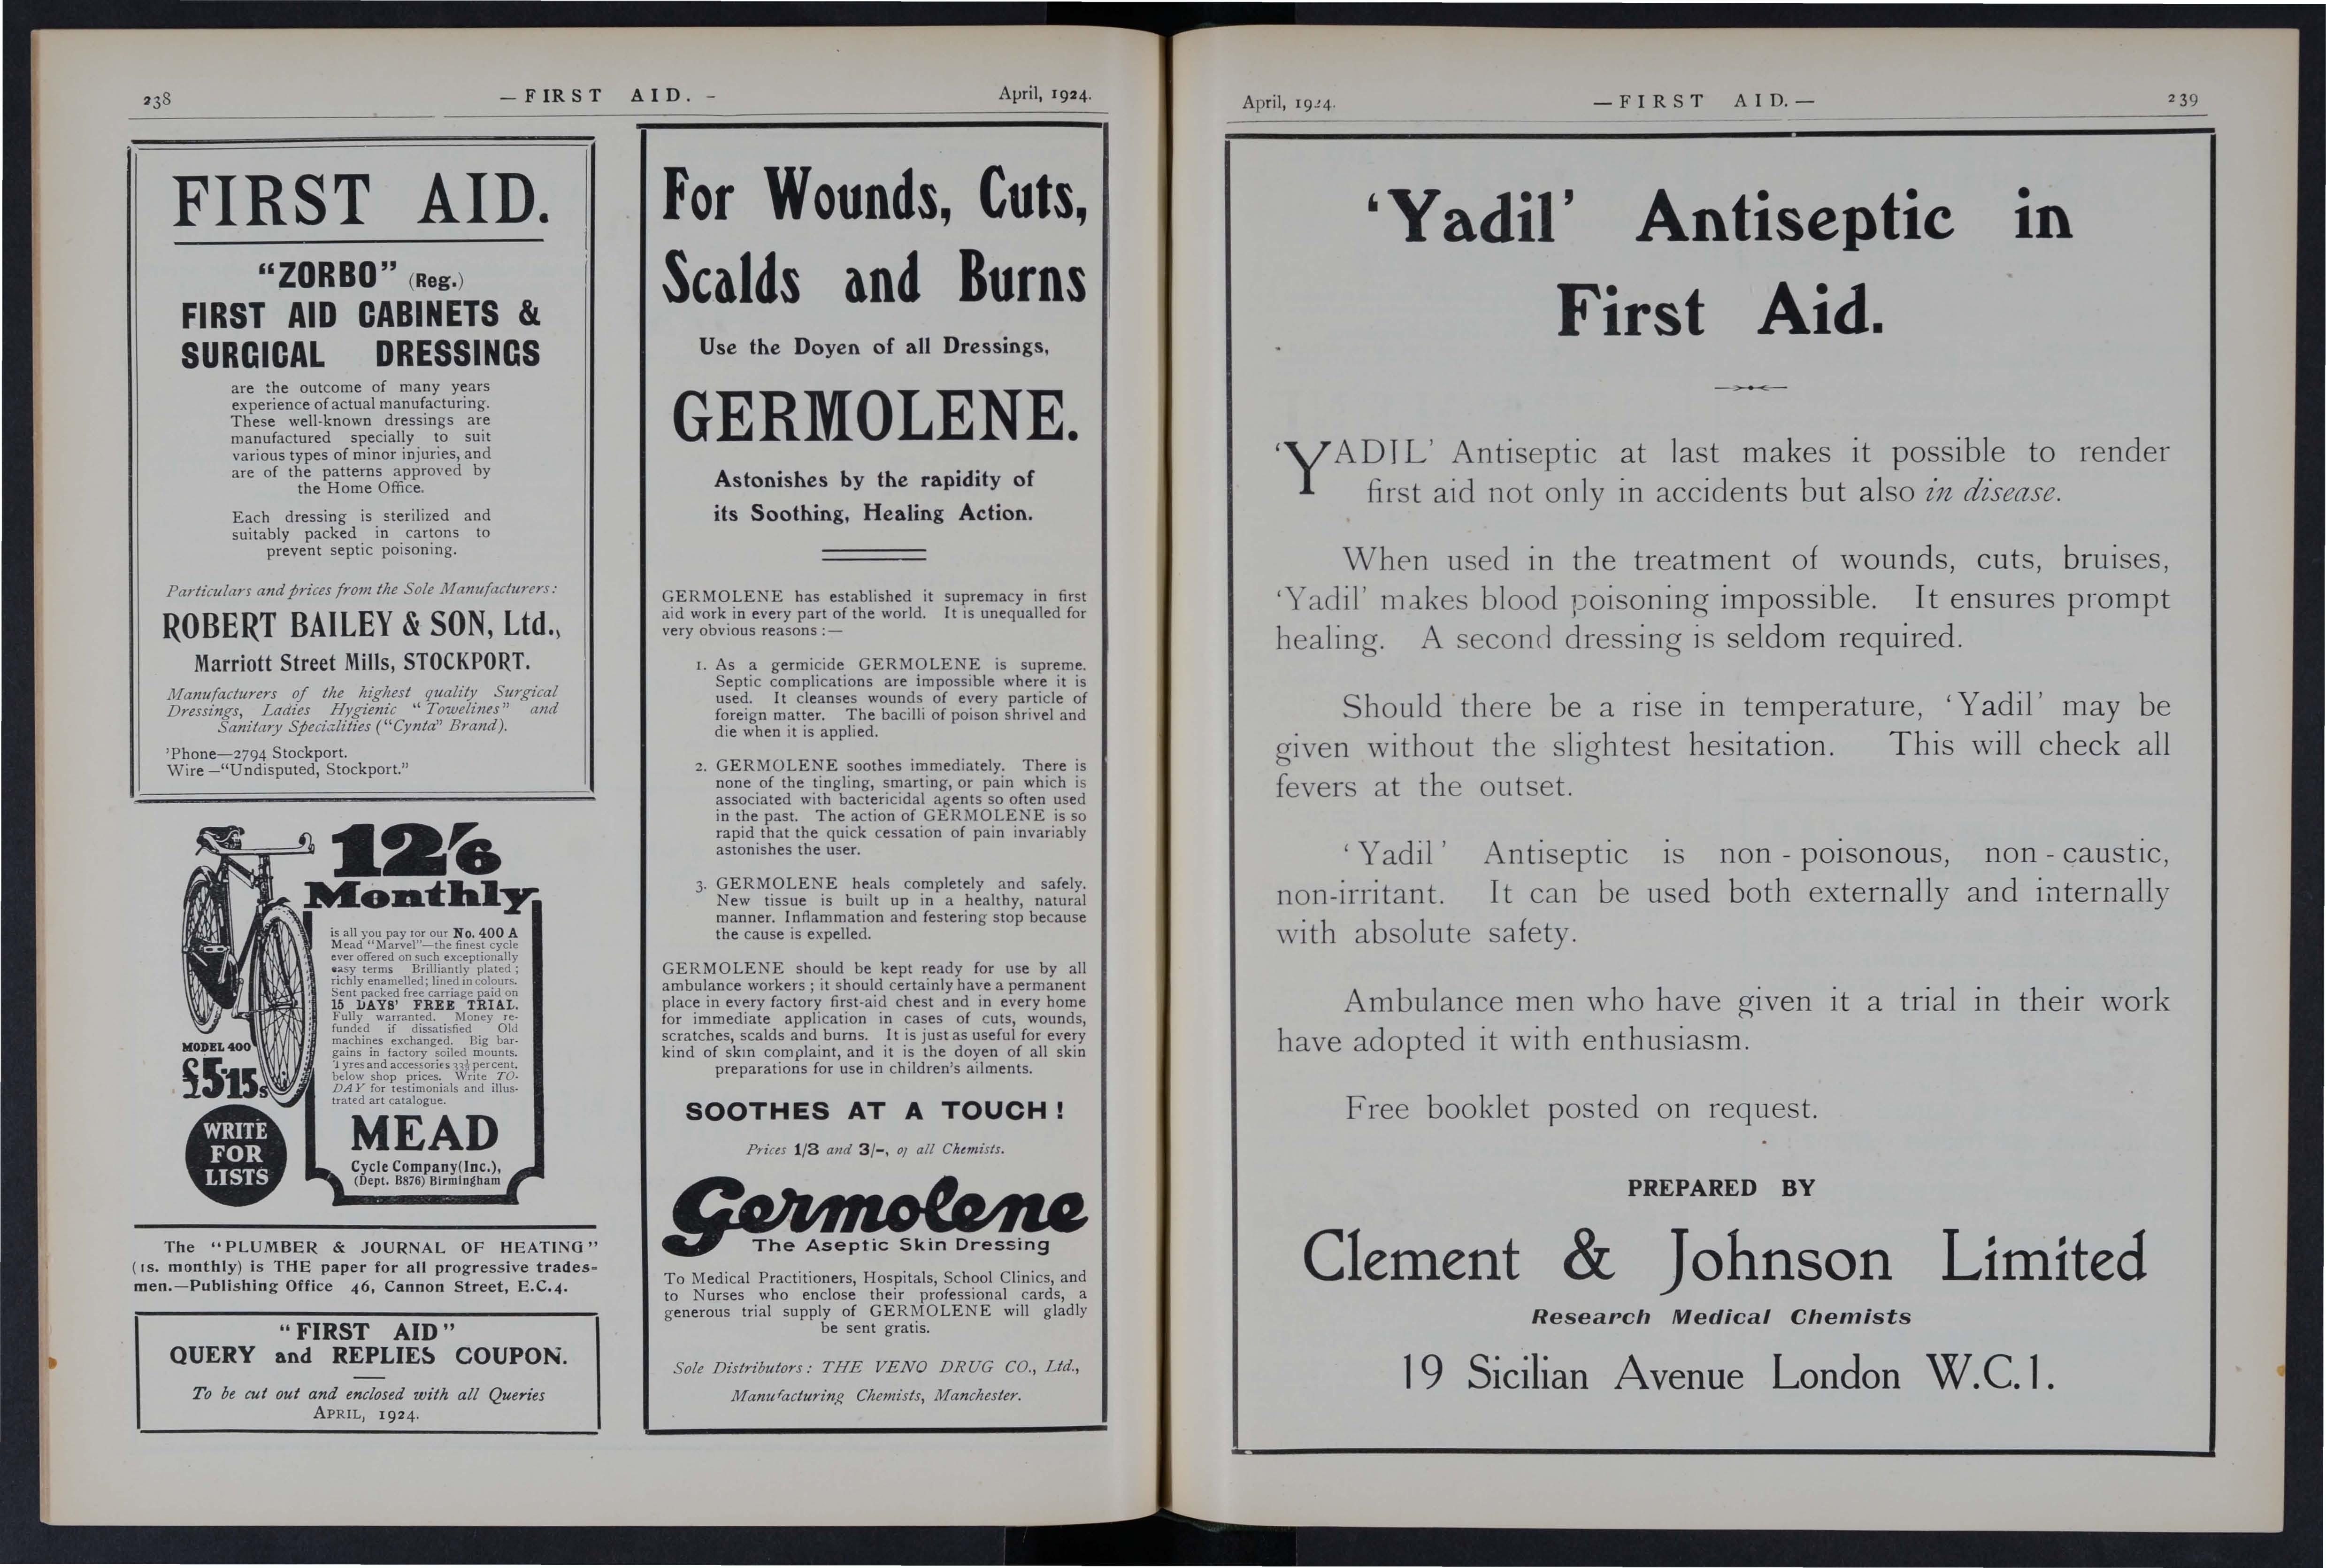 238
— FIRST AID. –
April, 1924.
FIRST AID.
“ZORBO” (Reg.)
FIRST AID CABINETS &
SURGICAL DRESSINGS
are the outcome of many years
experience of actual manufacturing.
These well-known dressings are
manufactured specially to suit
various types of minor injuries, and
are of the patterns approved by
the Home Office.
Each dressing is sterilized and
suitably packed in cartons to
prevent septic poisoning.
Particulars and prices from the Sole Manufacturers:
ROBERT BAILEY & SON, Ltd.,
Marriott Street Mills, STOCKPORT.
Manufacturers of the highest quality Surgical
Dressings, Ladies Hygienic “Towelines” and
Sanitary Specialities (“Cynta” Brand).
’Phone—2794 Stockport.
Wire —“Undisputed, Stockport.”
12/6
Monthly
is all you pay for our No. 400 A
Mead “Marvel”—the finest cycle
ever offered on such exceptionally
easy terms Brilliantly plated ;
richly enamelled; lined in colours.
Sent packed free carriage paid on
15 DAYS’ FREE TRIAL.
Fully warranted. Money re-
funded if dissatisfied Old
machines exchanged. Big bar-
gains in factory soiled mounts.
Tyres and accessories 33⅓ percent.
below shop prices. Write TO-
DAY for testimonials and illus-
trated art catalogue.
MODEL 400
£5·15s
WRITE
FOR
LISTS
MEAD
Cycle Company (Inc.),
(Dept. B876) Birmingham
The “PLUMBER & JOURNAL OF HEATING”
(1s. monthly) is THE paper for all progressive trades-
men.—Publishing Office 46, Cannon Street, E.C.4.
“FIRST AID”
QUERY and REPLIES COUPON.
To be cut out and enclosed with all Queries
APRIL, 1924.
For Wounds, Cuts,
Scalds and Burns
Use the Doyen of all Dressings,
GERMOLENE.
Astonishes by the rapidity of
its Soothing, Healing Action.
GERMOLENE has established it supremacy in first
aid work in every part of the world. It is unequalled for
very obvious reasons :—
1. As a germicide GERMOLENE is supreme.
Septic complications are impossible where it is
used. It cleanses wounds of every particle of
foreign matter. The bacilli of poison shrivel and
die when it is applied.
2. GERMOLENE soothes immediately. There is
none of the tingling, smarting, or pain which is
associated with bactericidal agents so often used
in the past. The action of GERMOLENE is so
rapid that the quick cessation of pain invariably
astonishes the user.
3. GERMOLENE heals completely and safely.
New tissue is built up in a healthy, natural
manner. Inflammation and festering stop because
the cause is expelled.
GERMOLENE should be kept ready for use by all
ambulance workers ; it should certainly have a permanent
place in every factory first-aid chest and in every home
for immediate application in cases of cuts, wounds,
scratches, scalds and burns. It is just as useful for every
kind of skin complaint, and it is the doyen of all skin
preparations for use in children’s ailments.
SOOTHES AT A TOUCH !
Prices 1/3 and 3/-, of all Chemists.
Germolene
The Aseptic Skin Dressing
To Medical Practitioners, Hospitals, School Clinics, and
to Nurses who enclose their professional cards, a
generous trial supply of GERMOLENE will gladly
be sent gratis.
Sole Distributors : THE VENO DRUG CO., Ltd.,
Manufacturing Chemists, Manchester.
April, 1924.
— FIRST AID. —
239
‘Yadil’ Antiseptic in
First Aid.
‘YADIL’ Antiseptic at last makes it possible to render
first aid not only in accidents but also in disease.
When used in the treatment of wounds, cuts, bruises,
‘Yadil’ makes blood poisoning impossible. It ensures prompt
healing. A second dressing is seldom required.
Should there be a rise in temperature, ‘Yadil’ may be
given without the slightest hesitation. This will check all
fevers at the outset.
‘Yadil’ Antiseptic is non-poisonous, non-caustic,
non-irritant. It can be used both externally and internally
with absolute safety.
Ambulance men who have given it a trial in their work
have adopted it with enthusiasm.
Free booklet posted on request.
PREPARED BY
Clement & Johnson Limited
Research Medical Chemists
19 Sicilian Avenue London W.C.1.